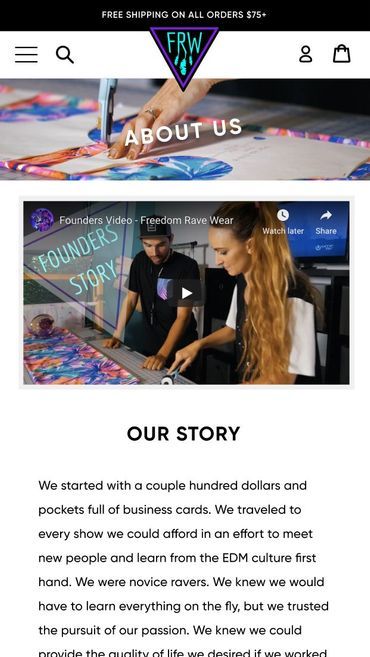 FREE SHIPPING ON ALL ORDERS $75+
FRW
ABOUT US
Founders Video - Freedom Rave Wear
Watch later
Share
FOUNDERS
STORY
OUR STORY
We started with a couple hundred dollars and
pockets full of business cards. We traveled to
every show we could afford in an effort to meet
new people and learn from the EDM culture first
hand. We were novice ravers. We knew we would
have to learn everything on the fly, but we trusted
the pursuit of our passion. We knew we could
provide the quality of life we desired if we worked